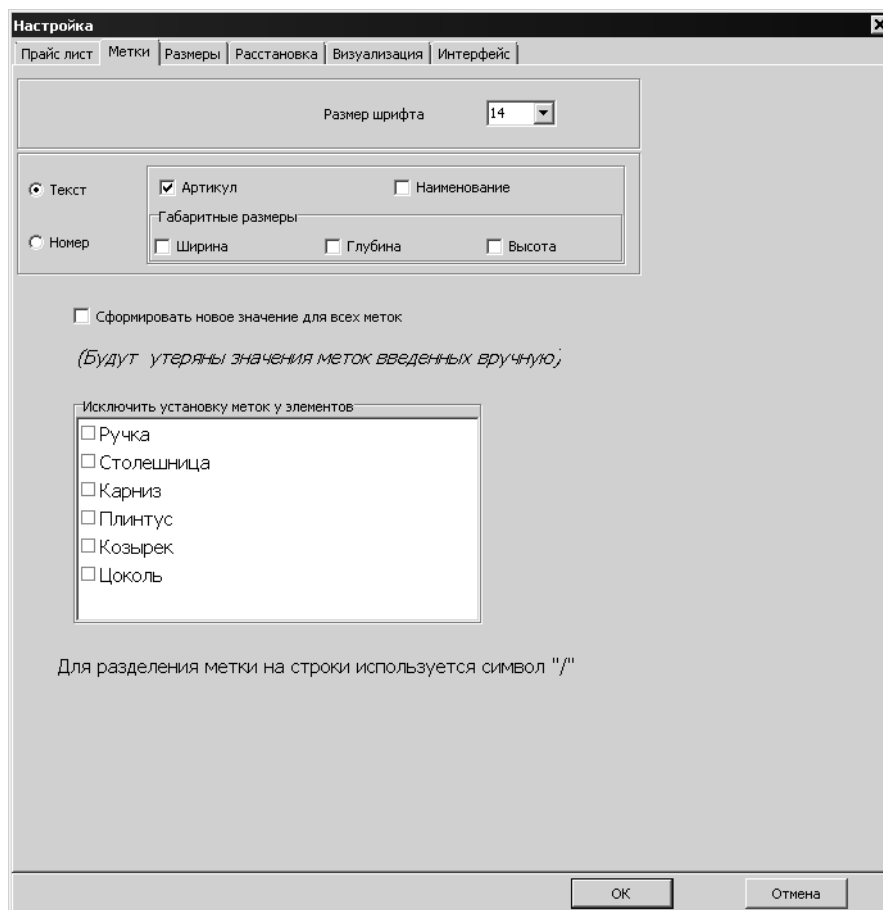 Настройка
Прайс лист Метки Размеры Расстановка Визуализация Интерфейс
Размер шрифта 14
Текст Артикул Наименование
Габаритные размеры
Номер Ширина Глубина Высота
Сформировать новое значение для всех меток
(Будут утеряны значения меток введенных вручную)
Исключить установку меток у элементов
Ручка
Столешница
Карниз
Плинтус
Козырек
Цоколь
Для разделения метки на строки используется символ "/"
OK Отмена